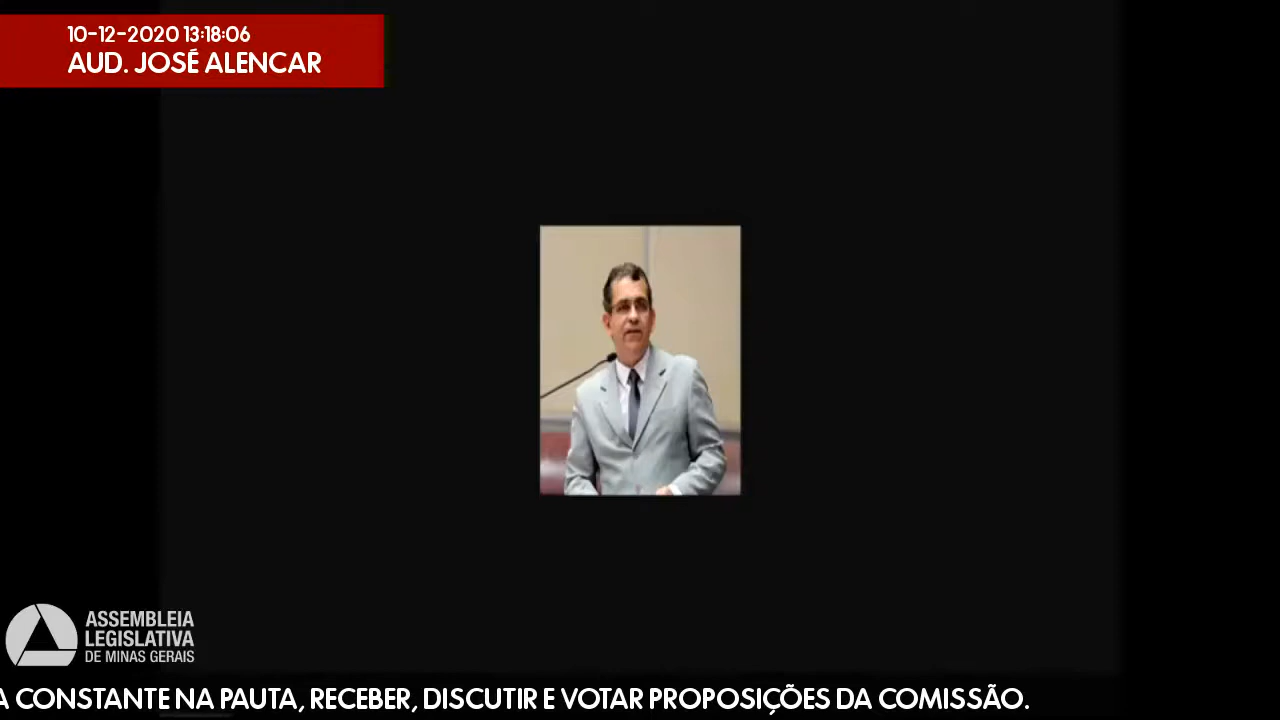 10-12-2020 13:18:06
AUD. JOSÉ ALENCAR
ASSEMBLEIA
LEGISLATIVA
DE MINAS GERAIS
A CONSTANTE NA PAUTA, RECEBER, DISCUTIR E VOTAR PROPOSIÇÕES DA COMISSÃO.